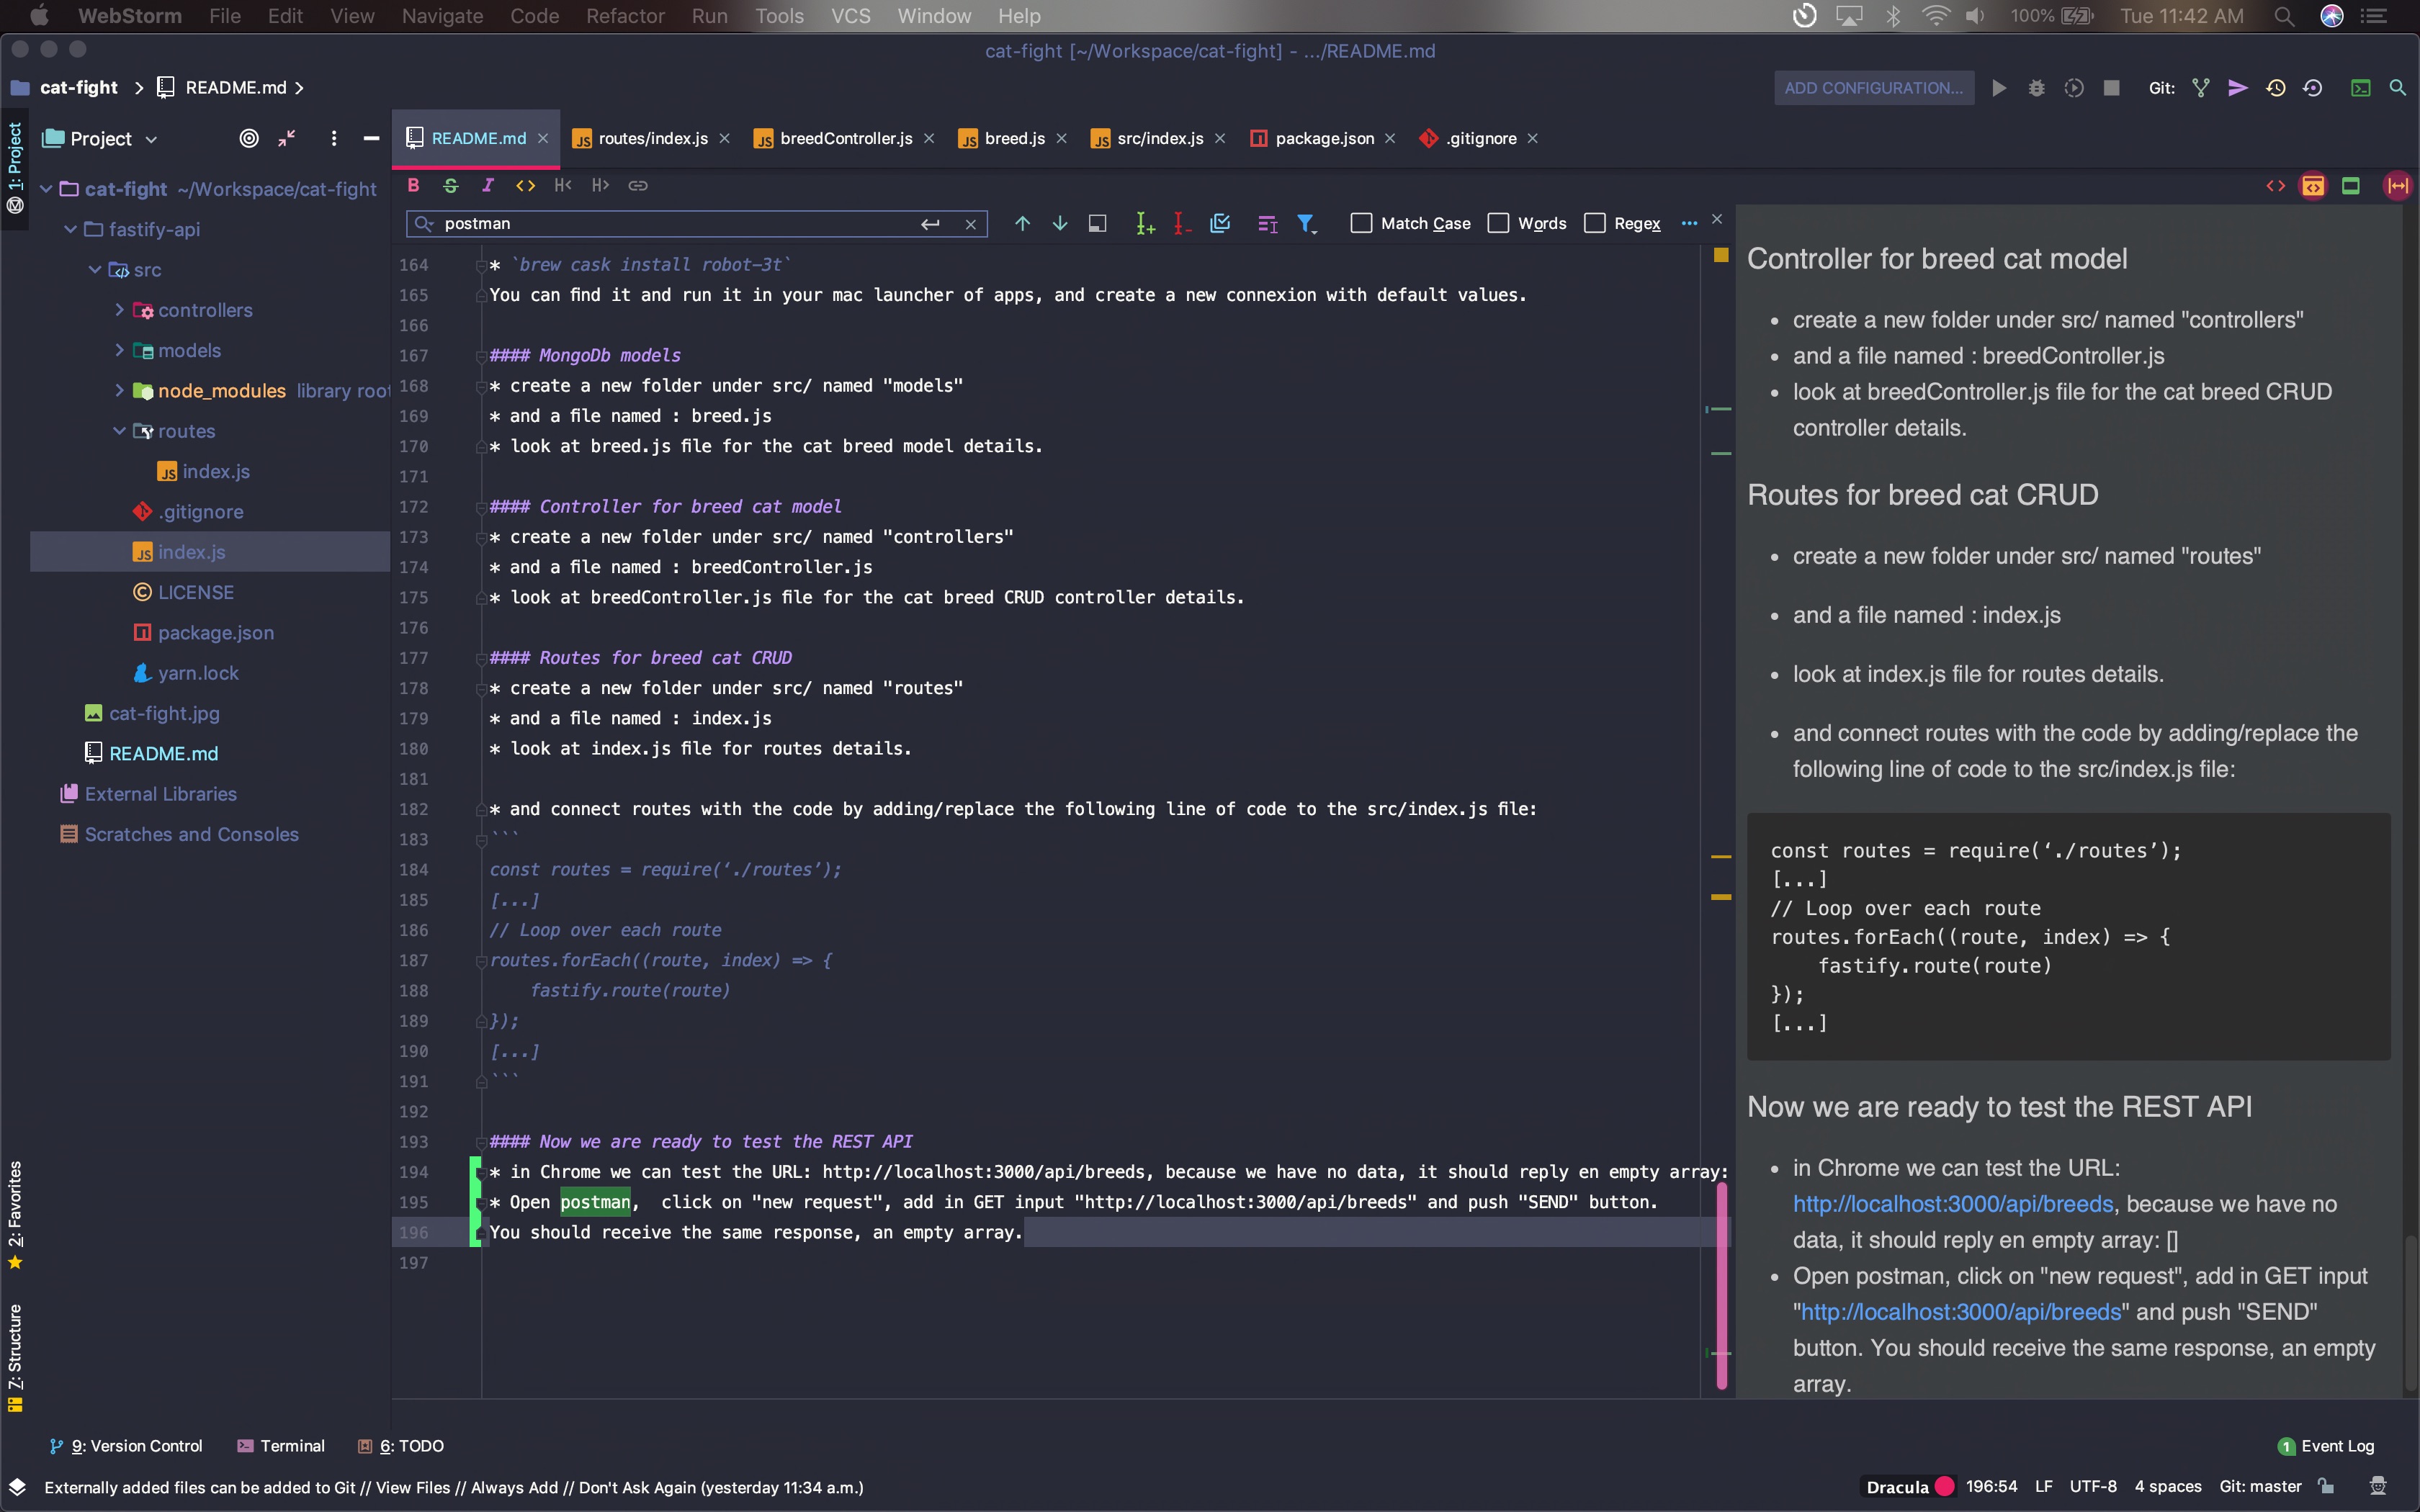 WebStorm File Edit View Navigate Code Refactor Run Tools VCS Window Help 100% Tue 11:42 AM
cat-fight [~/Workspace/cat-fight] - .../README.md
cat-fight README.md ADD CONFIGURATION... Git:
1: Project
Project
README.md routes/index.js breedController.js breed.js src/index.js package.json .gitignore
B S I <> H< H>
postman Match Case Words Regex
cat-fight ~/Workspace/cat-fight
fastify-api
src
controllers
models
node_modules library root
routes
index.js
.gitignore
index.js
LICENSE
package.json
yarn.lock
cat-fight.jpg
README.md
External Libraries
Scratches and Consoles
2: Favorites
7: Structure
164 * `brew cask install robot-3t`
165 You can find it and run it in your mac launcher of apps, and create a new connexion with default values.
166
167 #### MongoDb models
168 * create a new folder under src/ named "models"
169 * and a file named : breed.js
170 * look at breed.js file for the cat breed model details.
171
172 #### Controller for breed cat model
173 * create a new folder under src/ named "controllers"
174 * and a file named : breedController.js
175 * look at breedController.js file for the cat breed CRUD controller details.
176
177 #### Routes for breed cat CRUD
178 * create a new folder under src/ named "routes"
179 * and a file named : index.js
180 * look at index.js file for routes details.
181
182 * and connect routes with the code by adding/replace the following line of code to the src/index.js file:
183 ```
184 const routes = require(‘./routes’);
185 [...]
186 // Loop over each route
187 routes.forEach((route, index) => {
188     fastify.route(route)
189 });
190 [...]
191 ```
192
193 #### Now we are ready to test the REST API
194 * in Chrome we can test the URL: http://localhost:3000/api/breeds, because we have no data, it should reply en empty array:
195 * Open postman,  click on "new request", add in GET input "http://localhost:3000/api/breeds" and push "SEND" button.
196 You should receive the same response, an empty array.
197
Controller for breed cat model
• create a new folder under src/ named "controllers"
• and a file named : breedController.js
• look at breedController.js file for the cat breed CRUD
controller details.
Routes for breed cat CRUD
• create a new folder under src/ named "routes"
• and a file named : index.js
• look at index.js file for routes details.
• and connect routes with the code by adding/replace the
following line of code to the src/index.js file:
const routes = require(‘./routes’);
[...]
// Loop over each route
routes.forEach((route, index) => {
    fastify.route(route)
});
[...]
Now we are ready to test the REST API
• in Chrome we can test the URL:
http://localhost:3000/api/breeds, because we have no
data, it should reply en empty array: []
• Open postman, click on "new request", add in GET input
"http://localhost:3000/api/breeds" and push "SEND"
button. You should receive the same response, an empty
array.
9: Version Control Terminal 6: TODO 1 Event Log
Externally added files can be added to Git // View Files // Always Add // Don't Ask Again (yesterday 11:34 a.m.) Dracula 196:54 LF UTF-8 4 spaces Git: master